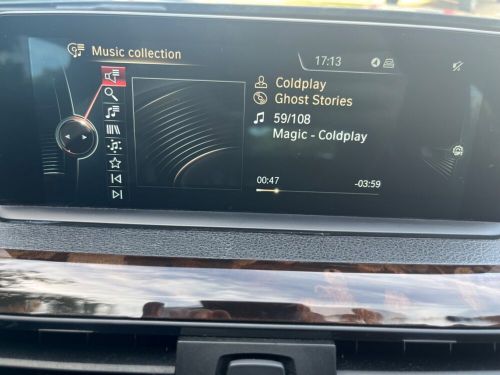 Music collection
17:13
Coldplay
Ghost Stories
59/108
Magic - Coldplay
00:47
-03:59